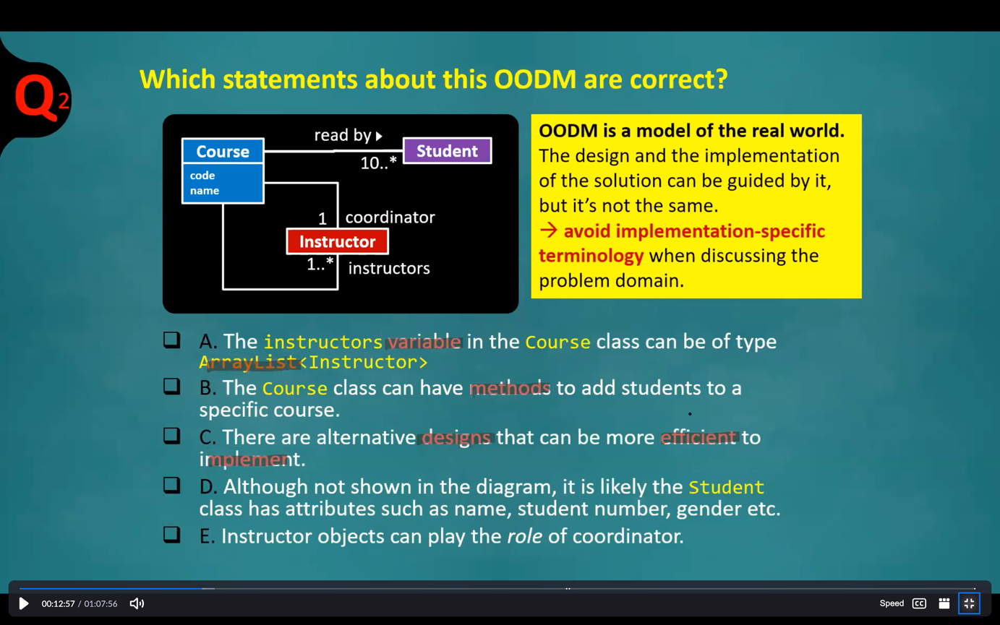 Q2
Which statements about this OODM are correct?
read by ▸
Course
Student
10..*
code
name
1
coordinator
Instructor
1..*
instructors
OODM is a model of the real world.
The design and the implementation
of the solution can be guided by it,
but it's not the same.
→ avoid implementation-specific
terminology when discussing the
problem domain.
A. The instructors variable in the Course class can be of type
ArrayList<Instructor>
B. The Course class can have methods to add students to a
specific course.
C. There are alternative designs that can be more efficient to
implement.
D. Although not shown in the diagram, it is likely the Student
class has attributes such as name, student number, gender etc.
E. Instructor objects can play the role of coordinator.
00:12:57 / 01:07:56
Speed
CC